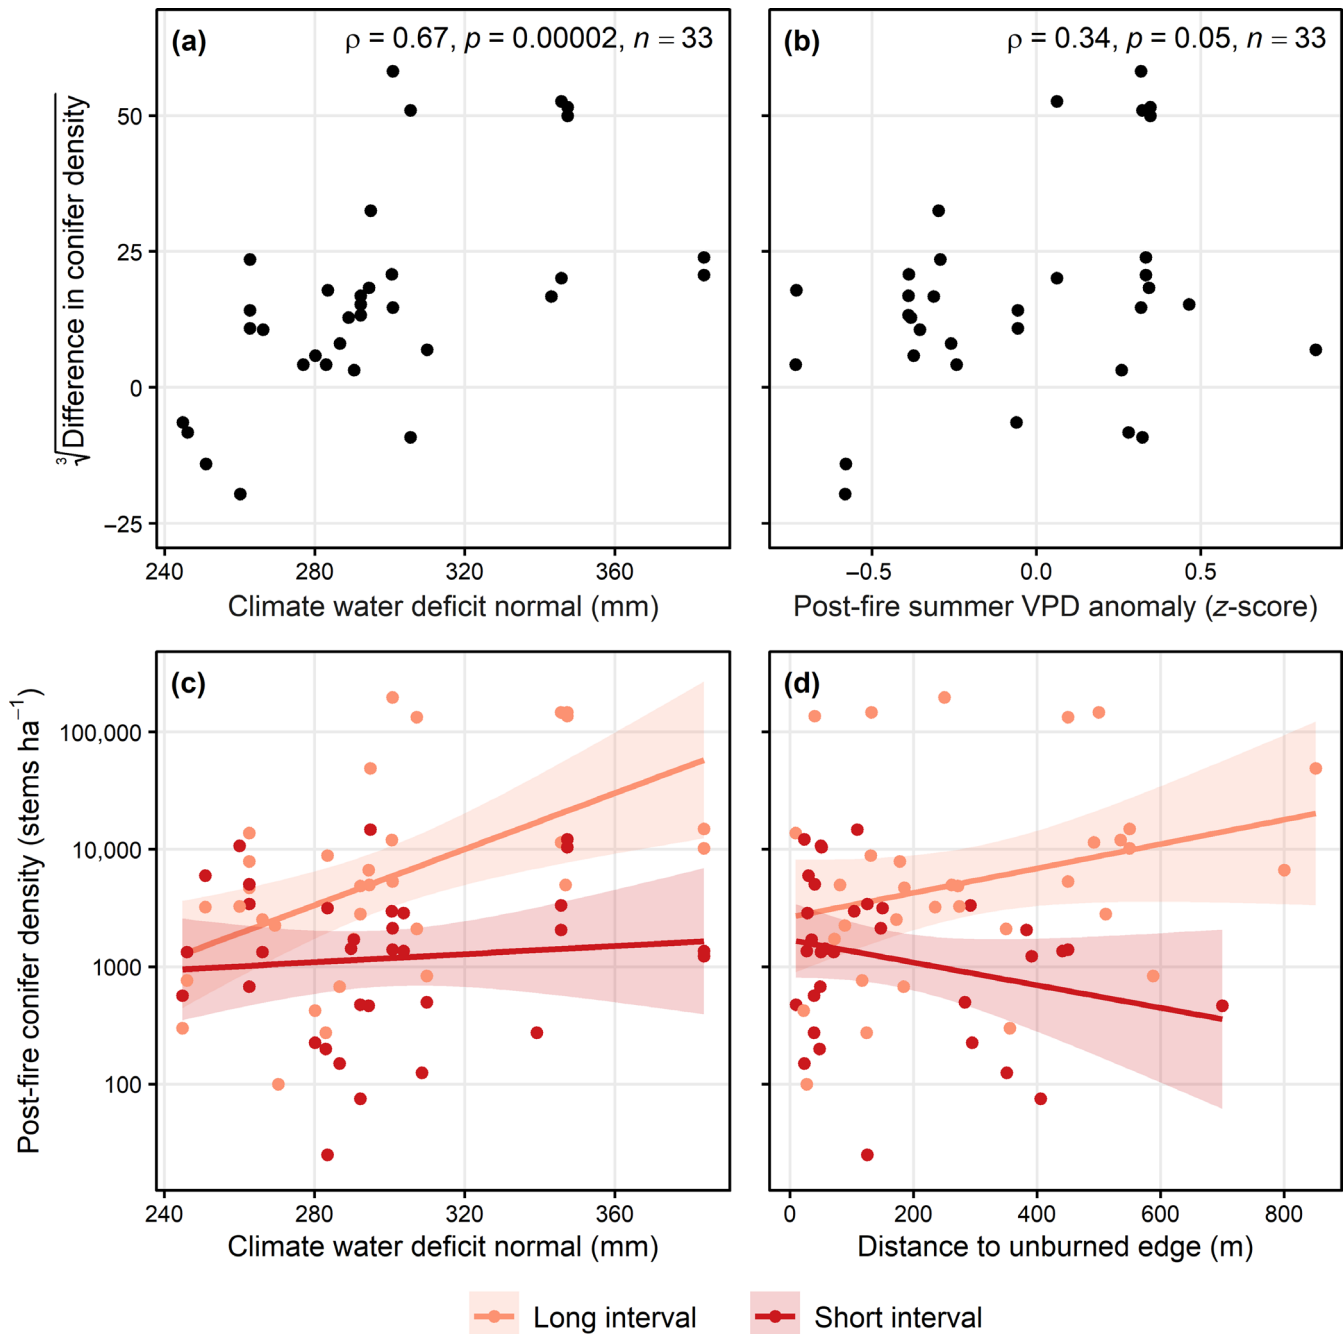 (a)
ρ = 0.67, p = 0.00002, n = 33
(b)
ρ = 0.34, p = 0.05, n = 33
∛Difference in conifer density
50
25
0
−25
240
280
320
360
−0.5
0.0
0.5
Climate water deficit normal (mm)
Post-fire summer VPD anomaly (z-score)
(c)
(d)
Post-fire conifer density (stems ha⁻¹)
100,000
10,000
1000
100
240
280
320
360
0
200
400
600
800
Climate water deficit normal (mm)
Distance to unburned edge (m)
Long interval
Short interval